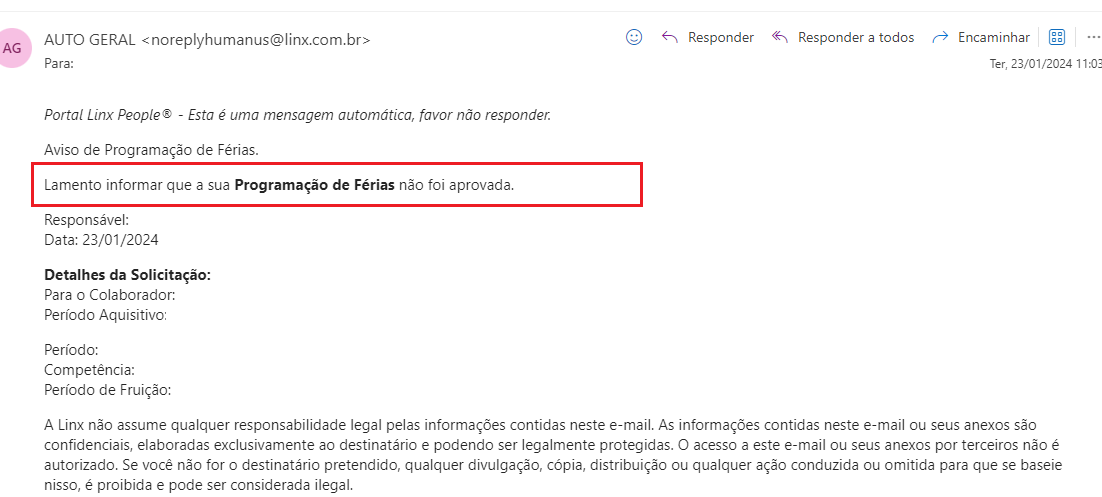 AG
AUTO GERAL <noreplyhumanus@linx.com.br>
Responder
Responder a todos
Encaminhar
Para:
Ter, 23/01/2024 11:03
Portal Linx People® - Esta é uma mensagem automática, favor não responder.
Aviso de Programação de Férias.
Lamento informar que a sua Programação de Férias não foi aprovada.
Responsável:
Data: 23/01/2024
Detalhes da Solicitação:
Para o Colaborador:
Período Aquisitivo:
Período:
Competência:
Período de Fruição:
A Linx não assume qualquer responsabilidade legal pelas informações contidas neste e-mail. As informações contidas neste e-mail ou seus anexos são
confidenciais, elaboradas exclusivamente ao destinatário e podendo ser legalmente protegidas. O acesso a este e-mail ou seus anexos por terceiros não é
autorizado. Se você não for o destinatário pretendido, qualquer divulgação, cópia, distribuição ou qualquer ação conduzida ou omitida para que se baseie
nisso, é proibida e pode ser considerada ilegal.